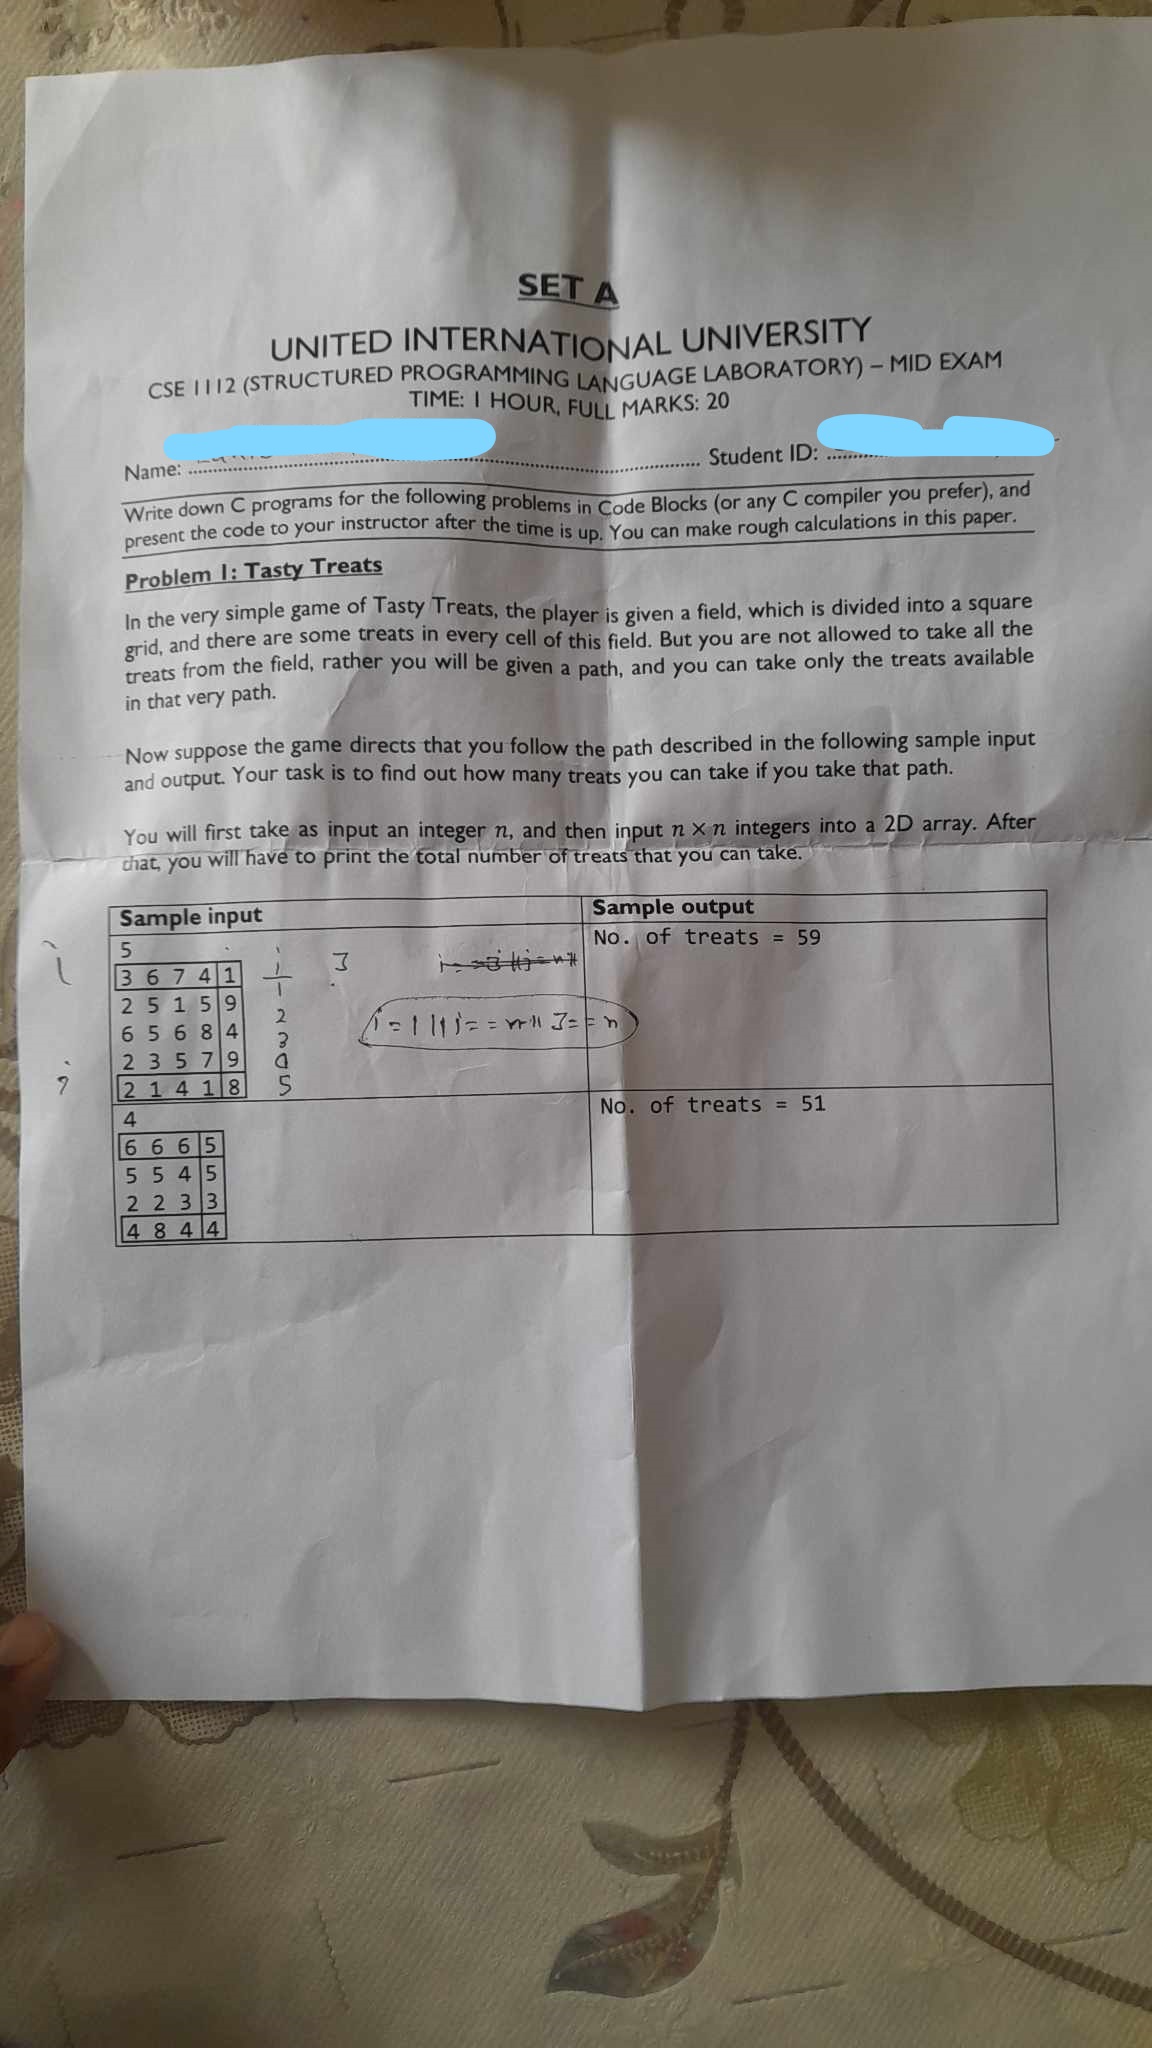 SET A
UNITED INTERNATIONAL UNIVERSITY
CSE 1112 (STRUCTURED PROGRAMMING LANGUAGE LABORATORY) – MID EXAM
TIME: 1 HOUR, FULL MARKS: 20
Name: Student ID:
Write down C programs for the following problems in Code Blocks (or any C compiler you prefer), and
present the code to your instructor after the time is up. You can make rough calculations in this paper.
Problem 1: Tasty Treats
In the very simple game of Tasty Treats, the player is given a field, which is divided into a square
grid, and there are some treats in every cell of this field. But you are not allowed to take all the
treats from the field, rather you will be given a path, and you can take only the treats available
in that very path.
Now suppose the game directs that you follow the path described in the following sample input
and output. Your task is to find out how many treats you can take if you take that path.
You will first take as input an integer n, and then input n × n integers into a 2D array. After
that, you will have to print the total number of treats that you can take.
Sample input Sample output
5 No. of treats = 59
3 6 7 4 1 i J
2 5 1 5 9 1
6 5 6 8 4 2
2 3 5 7 9 3
2 1 4 1 8 5
4 No. of treats = 51
6 6 6 5
5 5 4 5
2 2 3 3
4 8 4 4